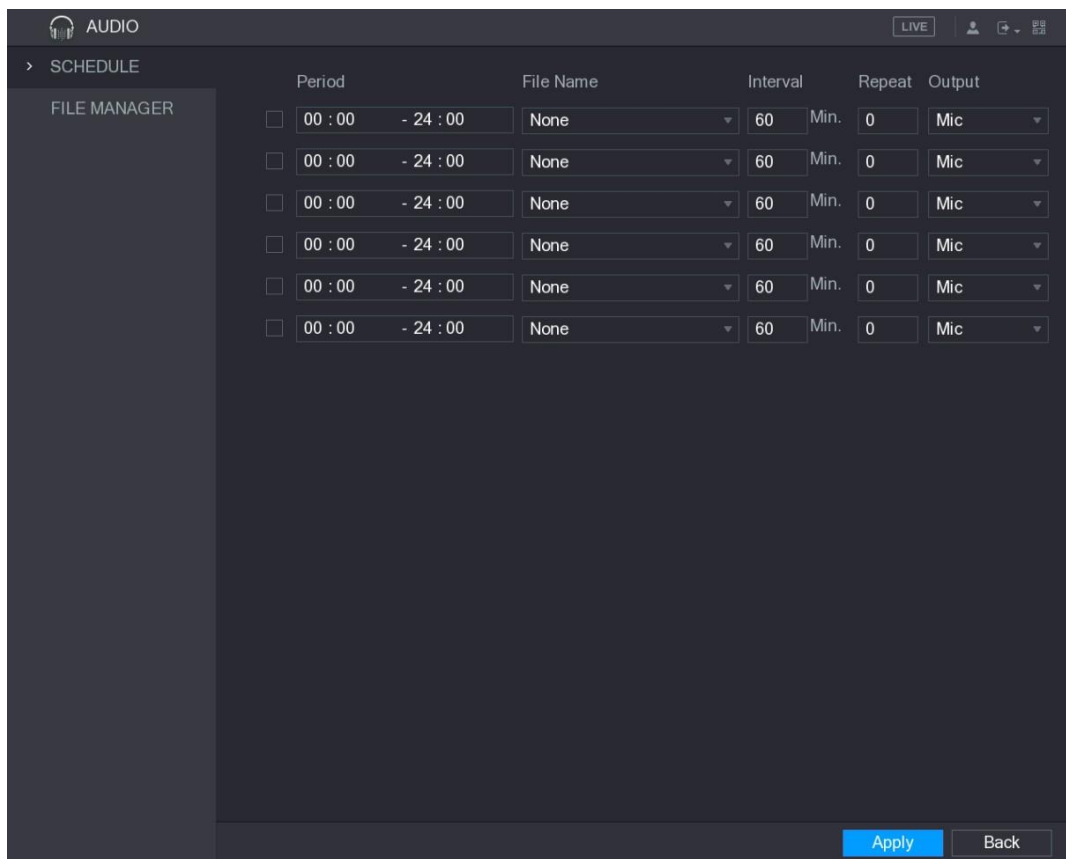 AUDIO LIVE
> SCHEDULE
FILE MANAGER
Period File Name Interval Repeat Output
00 : 00 - 24 : 00 None 60 Min. 0 Mic
00 : 00 - 24 : 00 None 60 Min. 0 Mic
00 : 00 - 24 : 00 None 60 Min. 0 Mic
00 : 00 - 24 : 00 None 60 Min. 0 Mic
00 : 00 - 24 : 00 None 60 Min. 0 Mic
00 : 00 - 24 : 00 None 60 Min. 0 Mic
Apply Back